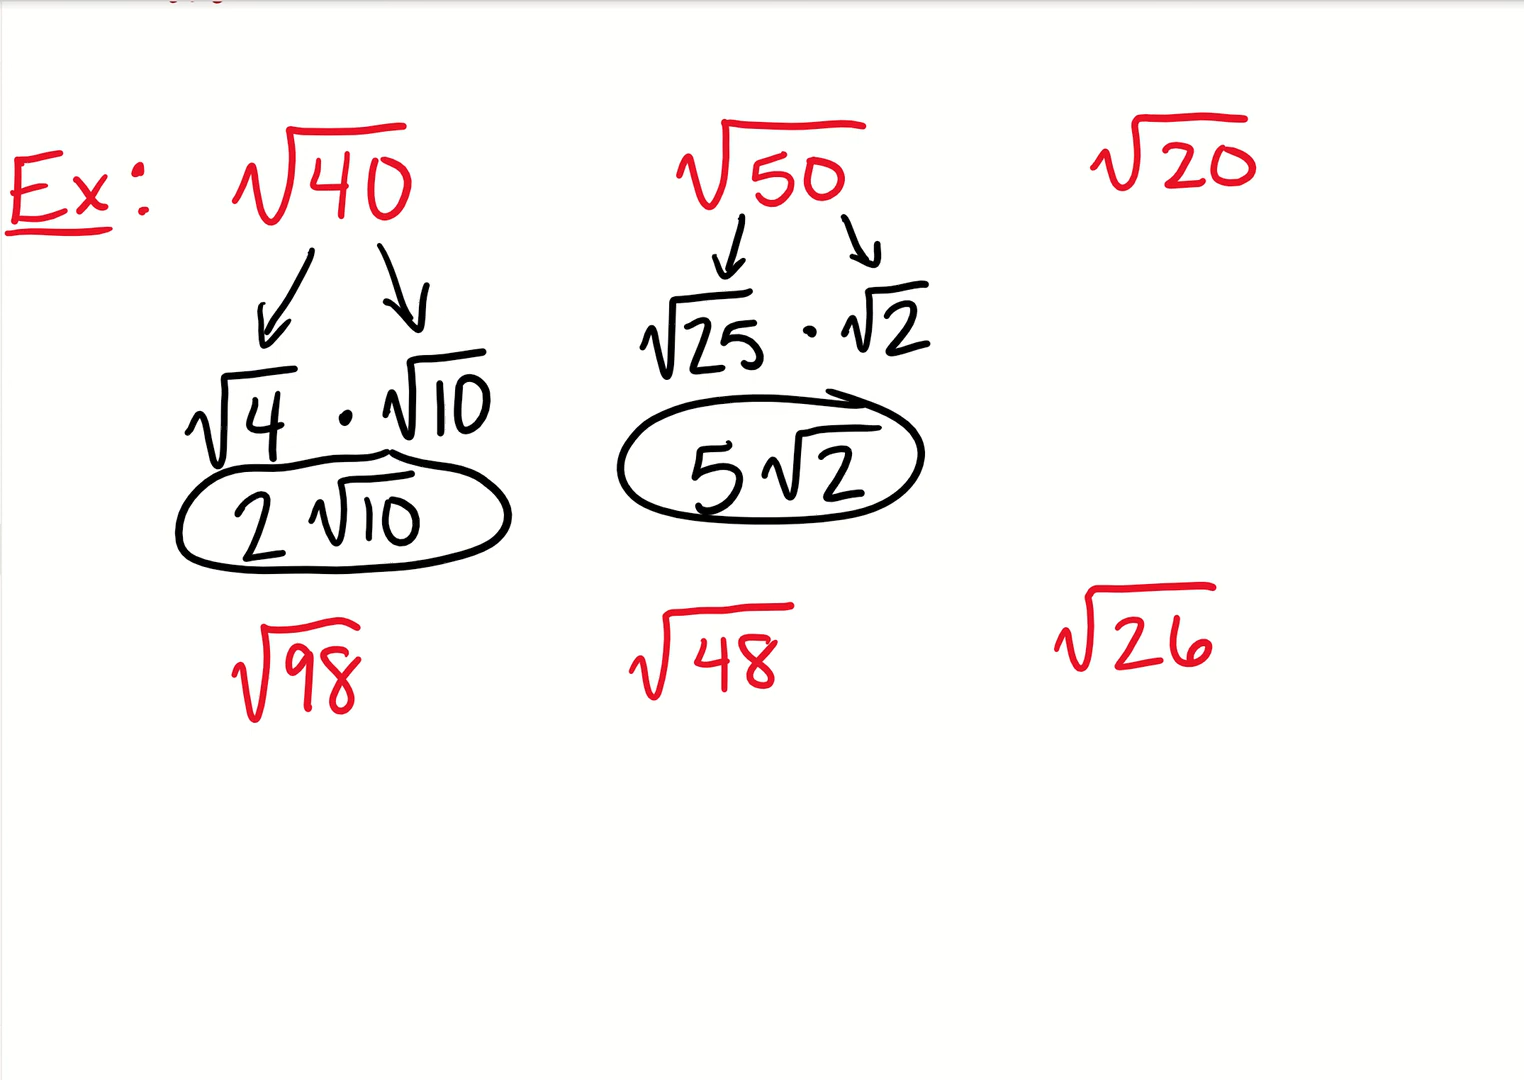 Ex: √40 √50 √20
√25 · √2
√4 · √10
5√2
2√10
√98 √48 √26